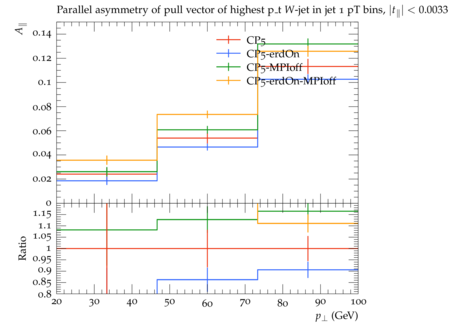 Parallel asymmetry of pull vector of highest p_t W-jet in jet 1 pT bins, |t∥| < 0.0033
A∥
0.14
0.12
0.1
0.08
0.06
0.04
0.02
0
CP5
CP5-erdOn
CP5-MPIoff
CP5-erdOn-MPIoff
Ratio
1.15
1.1
1.05
1
0.95
0.9
0.85
0.8
20 30 40 50 60 70 80 90 100
p⊥ (GeV)